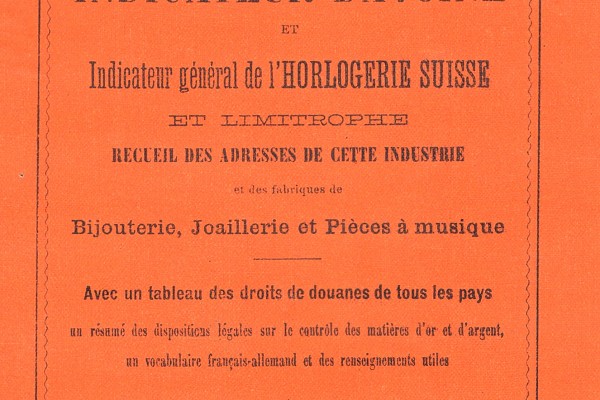 INDICATEUR DAVOINE
ET
Indicateur général de l'HORLOGERIE SUISSE
ET LIMITROPHE
RECUEIL DES ADRESSES DE CETTE INDUSTRIE
et des fabriques de
Bijouterie, Joaillerie et Pièces à musique
Avec un tableau des droits de douanes de tous les pays
un résumé des dispositions légales sur le contrôle des matières d'or et d'argent,
un vocabulaire français-allemand et des renseignements utiles